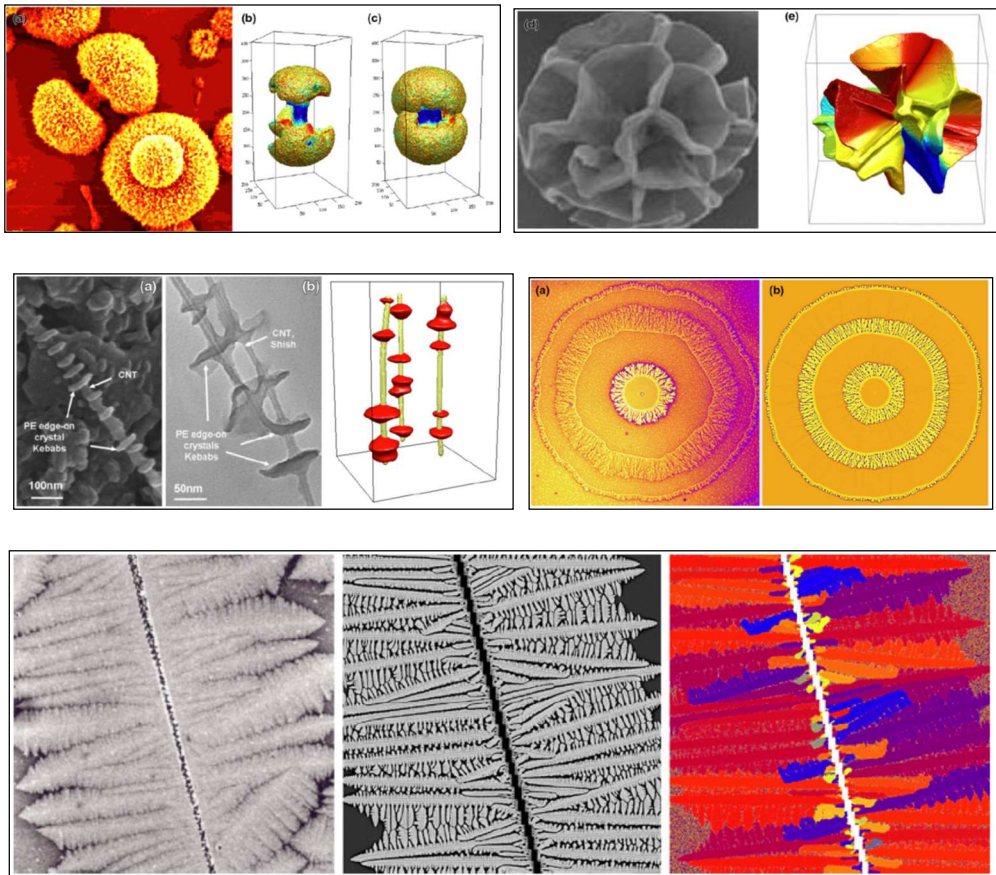 (a)
(b)
(c)
(d)
(e)
(a)
CNT
PE edge-on
crystal
Kebabs
100nm
(b)
CNT,
Shish
PE edge-on
crystals
Kebabs
50nm
(a)
(b)